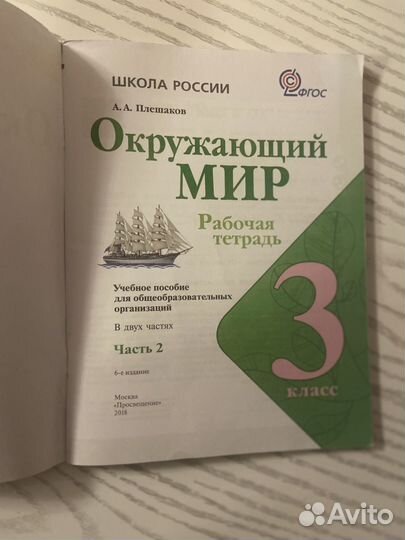 ШКОЛА РОССИИ
ФГОС
А. А. Плешаков
Окружающий
МИР
Рабочая
тетрадь
Учебное пособие
для общеобразовательных
организаций
В двух частях
Часть 2
6-е издание
3
класс
Москва
«Просвещение»
2018
Avito